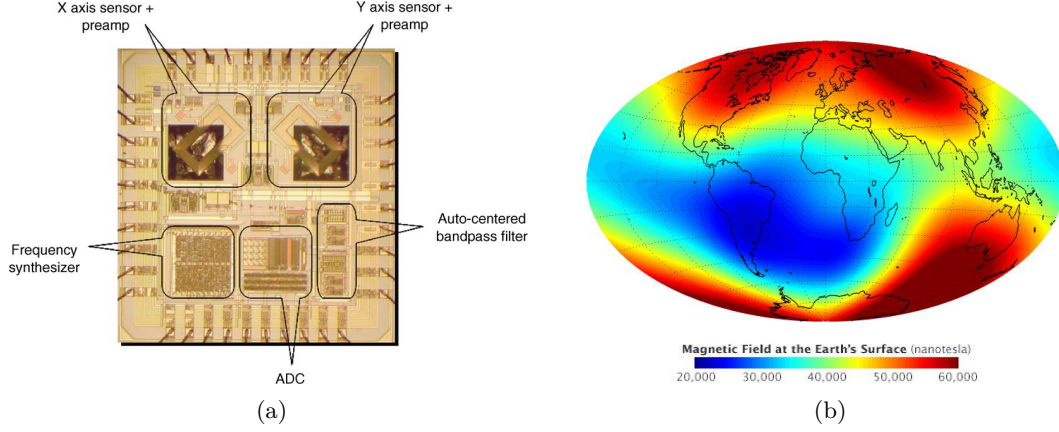 X axis sensor +
preamp
Y axis sensor +
preamp
Frequency
synthesizer
Auto-centered
bandpass filter
ADC
(a)
Magnetic Field at the Earth's Surface (nanotesla)
20,000 30,000 40,000 50,000 60,000
(b)